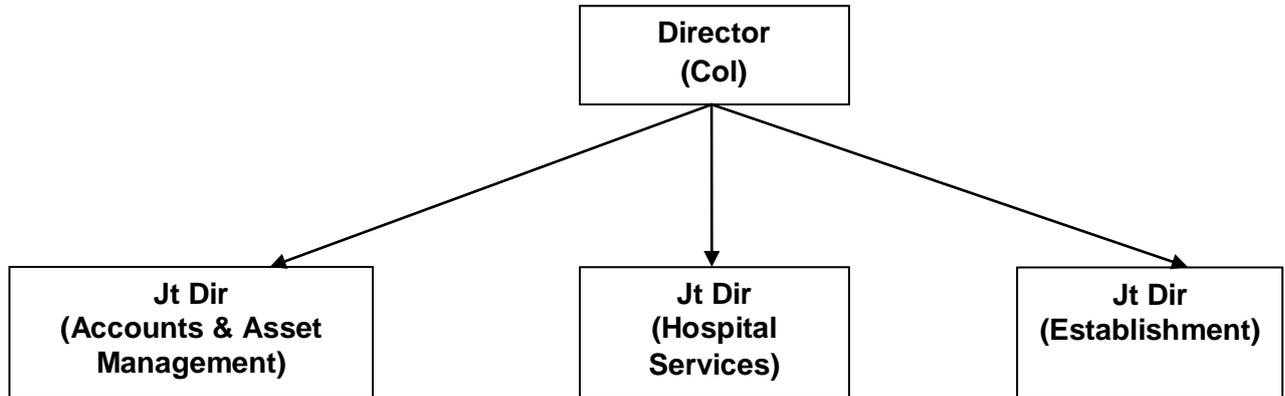 Director
(Col)
Jt Dir
(Accounts & Asset
Management)
Jt Dir
(Hospital
Services)
Jt Dir
(Establishment)